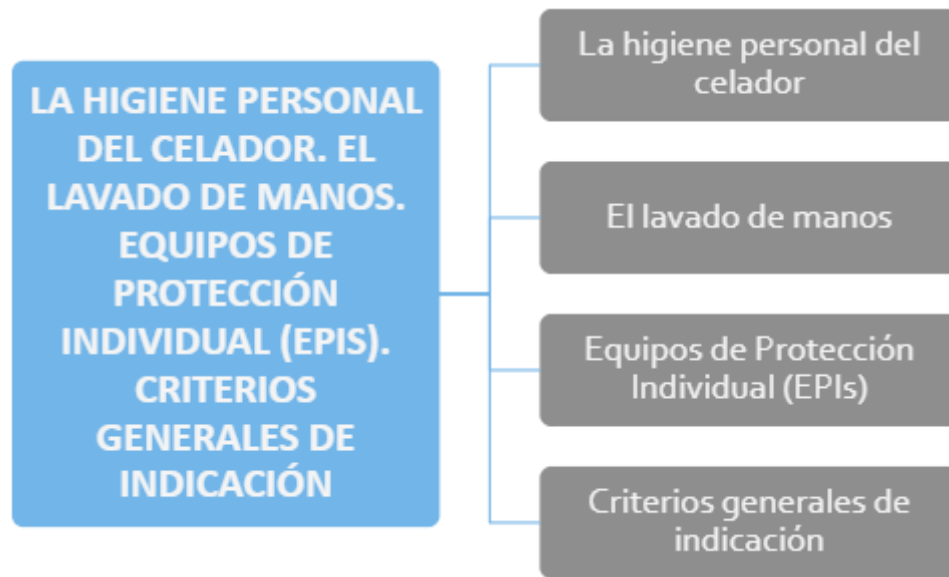 LA HIGIENE PERSONAL
DEL CELADOR. EL
LAVADO DE MANOS.
EQUIPOS DE
PROTECCIÓN
INDIVIDUAL (EPIS).
CRITERIOS
GENERALES DE
INDICACIÓN
La higiene personal del
celador
El lavado de manos
Equipos de Protección
Individual (EPIs)
Criterios generales de
indicación